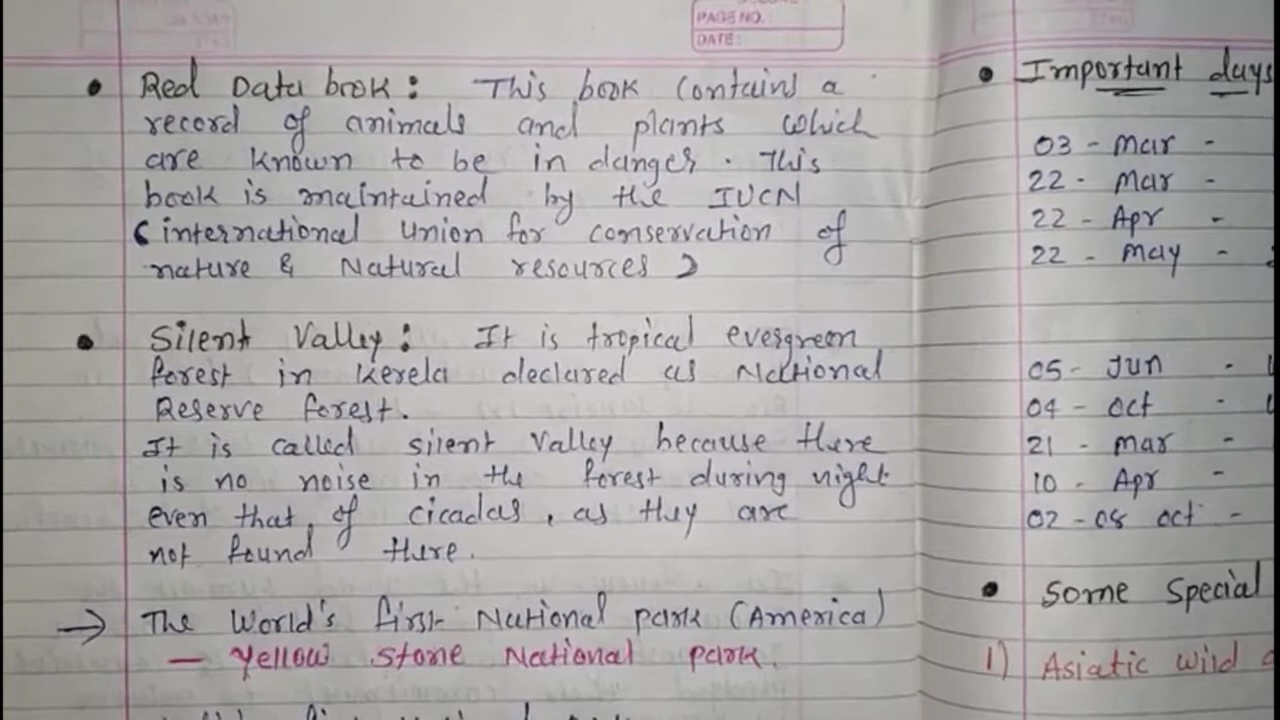 PAGE NO.:
DATE:
• Red Data book : This book contains a
record of animals and plants which
are known to be in danger. This
book is maintained by the IUCN
(international union for conservation of
nature & Natural resources)
• Silent Valley : It is tropical evergreen
forest in Kerela declared as National
Reserve forest.
It is called silent valley because there
is no noise in the forest during night
even that of cicadas, as they are
not found there.
→ The World's first National park (America)
— Yellow stone National park.
• Important days
03 - Mar -
22 - Mar -
22 - Apr -
22 - May -
05 - Jun -
04 - Oct -
21 - Mar -
10 - Apr -
02 - 08 Oct -
• Some Special
1) Asiatic Wild